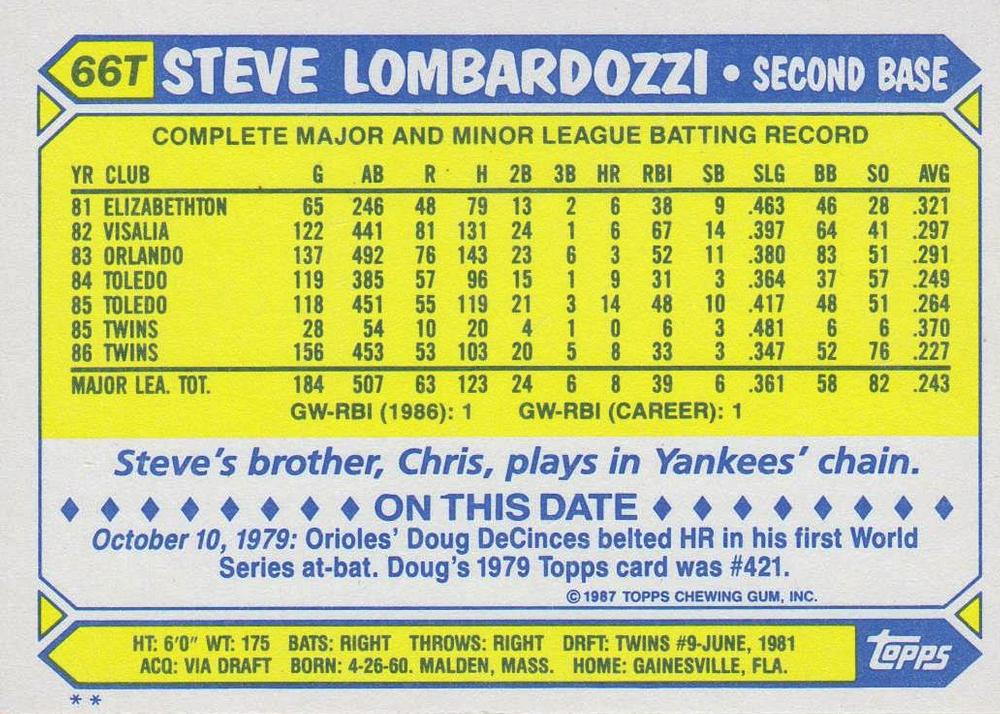 66T STEVE LOMBARDOZZI • SECOND BASE
COMPLETE MAJOR AND MINOR LEAGUE BATTING RECORD
YR CLUB G AB R H 2B 3B HR RBI SB SLG BB SO AVG
81 ELIZABETHTON 65 246 48 79 13 2 6 38 9 .463 46 28 .321
82 VISALIA 122 441 81 131 24 1 6 67 14 .397 64 41 .297
83 ORLANDO 137 492 76 143 23 6 3 52 11 .380 83 51 .291
84 TOLEDO 119 385 57 96 15 1 9 31 3 .364 37 57 .249
85 TOLEDO 118 451 55 119 21 3 14 48 10 .417 48 51 .264
85 TWINS 28 54 10 20 4 1 0 6 3 .481 6 6 .370
86 TWINS 156 453 53 103 20 5 8 33 3 .347 52 76 .227
MAJOR LEA. TOT. 184 507 63 123 24 6 8 39 6 .361 58 82 .243
GW-RBI (1986): 1 GW-RBI (CAREER): 1
Steve's brother, Chris, plays in Yankees' chain.
ON THIS DATE
October 10, 1979: Orioles' Doug DeCinces belted HR in his first World
Series at-bat. Doug's 1979 Topps card was #421.
© 1987 TOPPS CHEWING GUM, INC.
HT: 6'0" WT: 175 BATS: RIGHT THROWS: RIGHT DRFT: TWINS #9-JUNE, 1981
ACQ: VIA DRAFT BORN: 4-26-60. MALDEN, MASS. HOME: GAINESVILLE, FLA.
Topps
* *